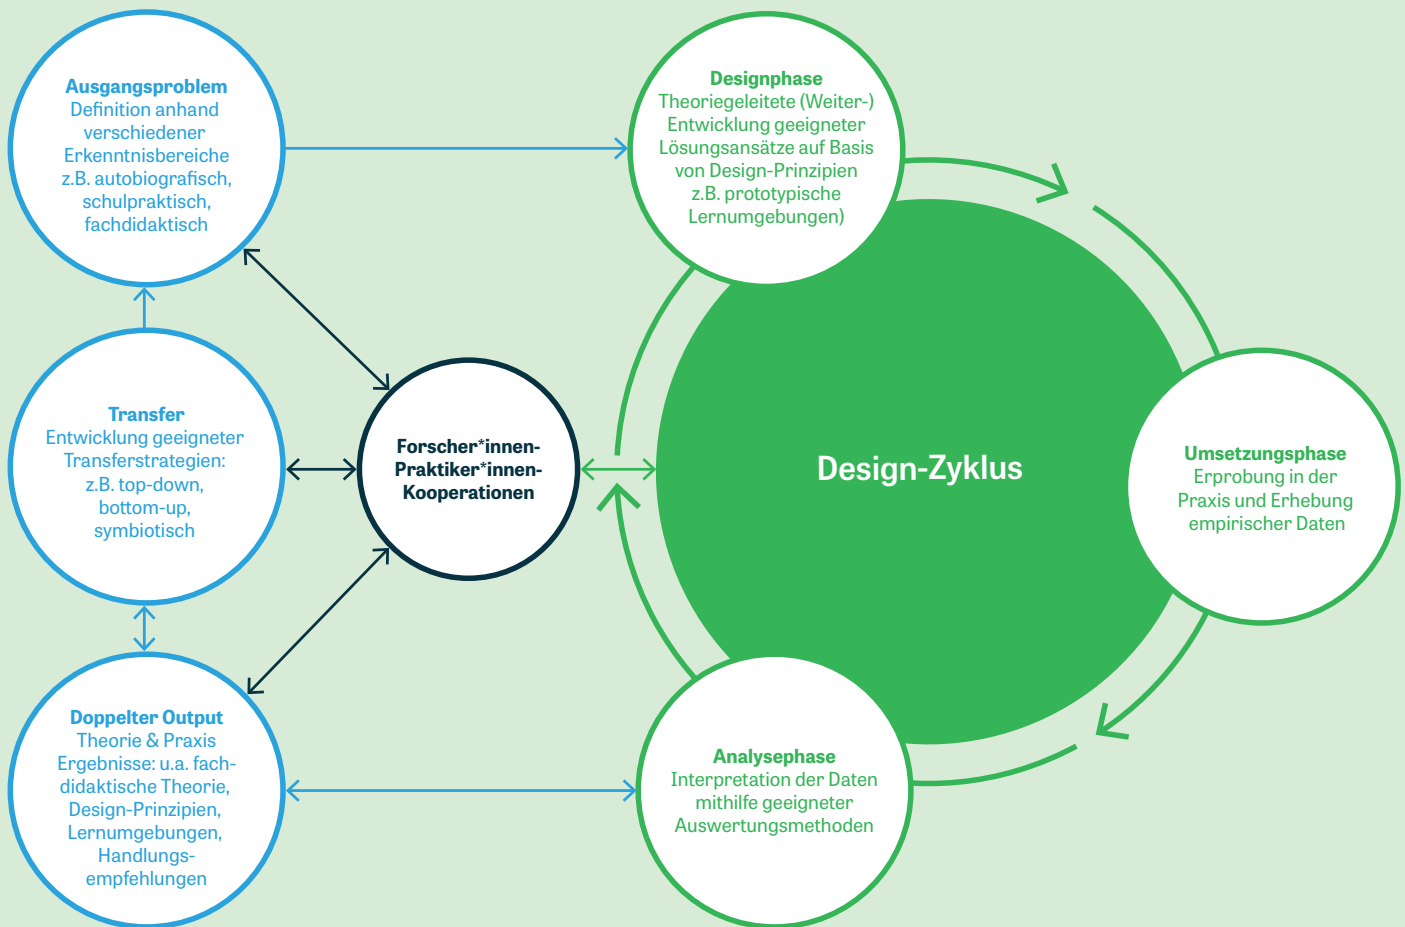 Ausgangsproblem
Definition anhand
verschiedener
Erkenntnisbereiche
z.B. autobiografisch,
schulpraktisch,
fachdidaktisch
Designphase
Theoriegeleitete (Weiter-)
Entwicklung geeigneter
Lösungsansätze auf Basis
von Design-Prinzipien
z.B. prototypische
Lernumgebungen)
Transfer
Entwicklung geeigneter
Transferstrategien:
z.B. top-down,
bottom-up,
symbiotisch
Forscher*innen-
Praktiker*innen-
Kooperationen
Design-Zyklus
Umsetzungsphase
Erprobung in der
Praxis und Erhebung
empirischer Daten
Doppelter Output
Theorie & Praxis
Ergebnisse: u.a. fach-
didaktische Theorie,
Design-Prinzipien,
Lernumgebungen,
Handlungs-
empfehlungen
Analysephase
Interpretation der Daten
mithilfe geeigneter
Auswertungsmethoden